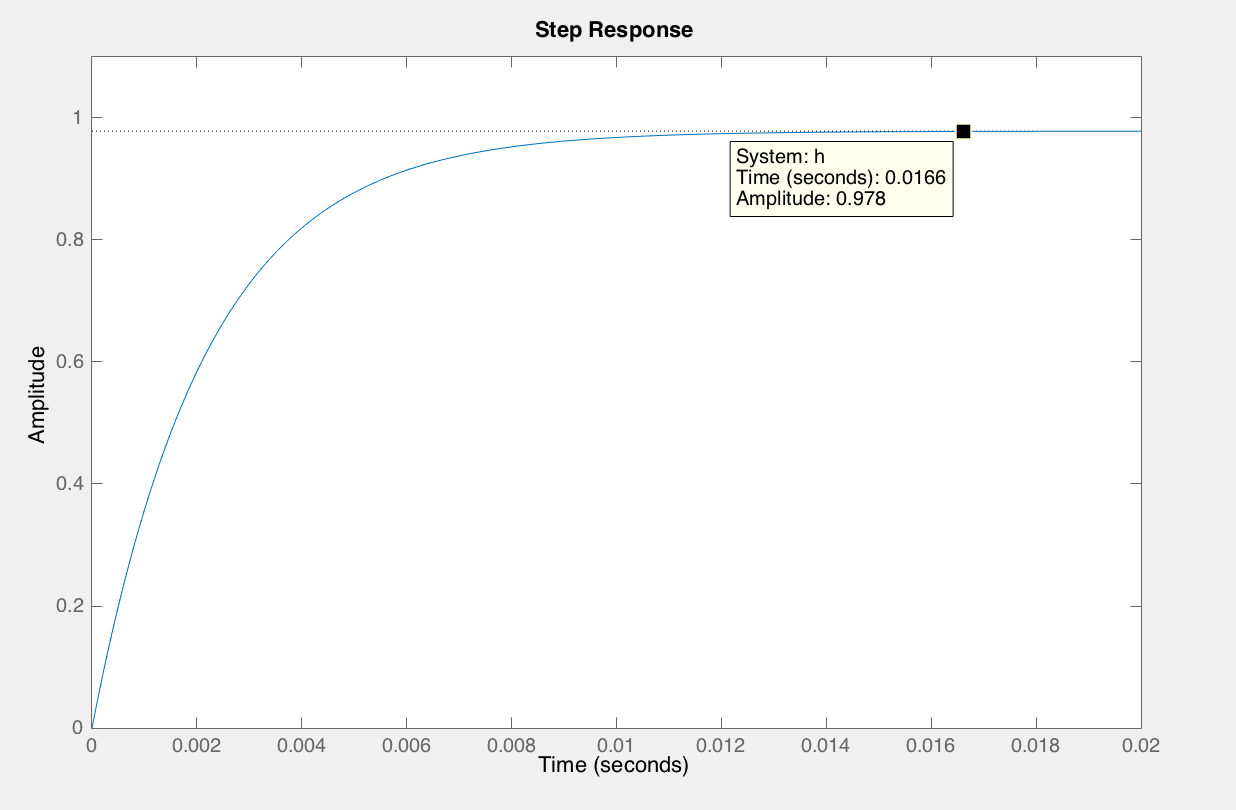 Step Response
1
0.8
0.6
0.4
0.2
0
Amplitude
System: h
Time (seconds): 0.0166
Amplitude: 0.978
0 0.002 0.004 0.006 0.008 0.01 0.012 0.014 0.016 0.018 0.02
Time (seconds)